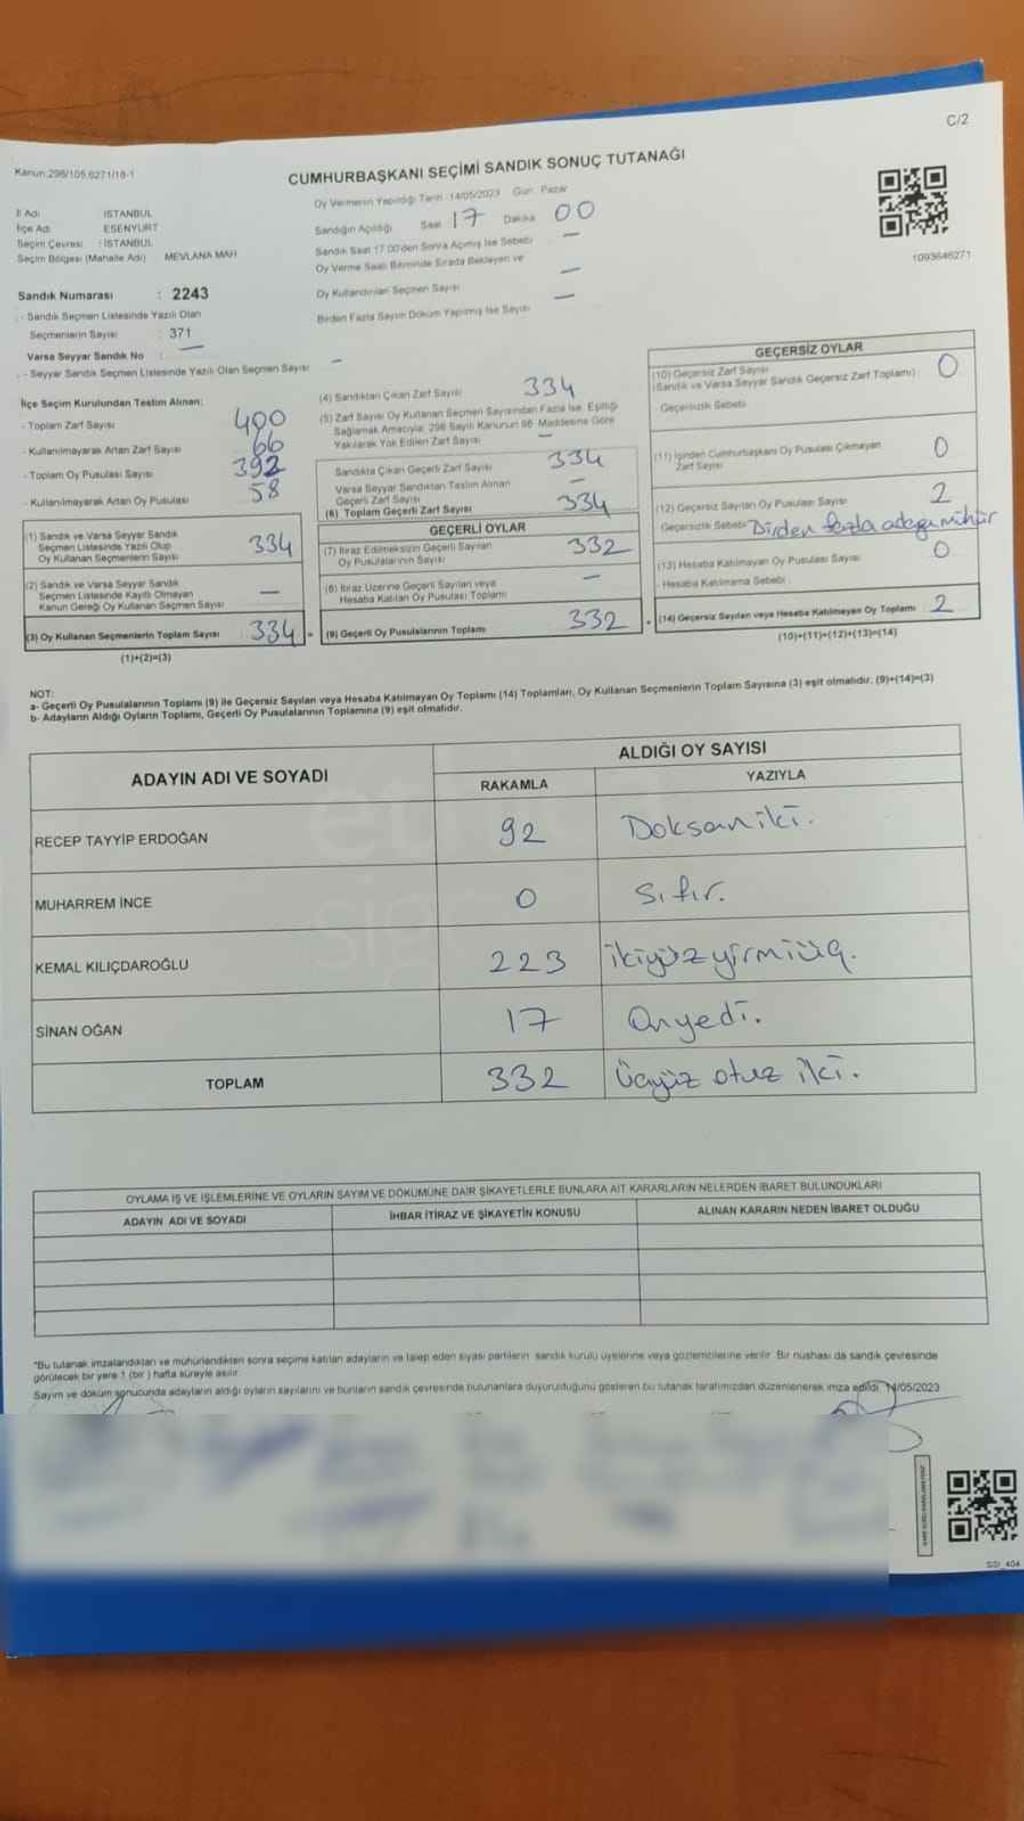 C/2
Kanun:298/105,6271/18-1
CUMHURBAŞKANI SEÇİMİ SANDIK SONUÇ TUTANAĞI
Oy Vermenin Yapıldığı Tarih :14/05/2023 Gün: Pazar
İl Adı İSTANBUL
İlçe Adı ESENYURT
Seçim Çevresi : İSTANBUL
Seçim Bölgesi (Mahalle Adı) MEVLANA MAH
Sandığın Açıldığı Saat 17 Dakika 00
Sandık Saat 17.00'den Sonra Açılmış İse Sebebi —
Oy Verme Saati Bitiminde Sırada Bekleyen ve
Oy Kullandırılan Seçmen Sayısı —
Birden Fazla Sayım Döküm Yapılmış İse Sayısı —
1093646271
Sandık Numarası : 2243
- Sandık Seçmen Listesinde Yazılı Olan
Seçmenlerin Sayısı : 371
Varsa Seyyar Sandık No : —
- Seyyar Sandık Seçmen Listesinde Yazılı Olan Seçmen Sayısı —
İlçe Seçim Kurulundan Teslim Alınan:
- Toplam Zarf Sayısı 400
- Kullanılmayarak Artan Zarf Sayısı 66
- Toplam Oy Pusulası Sayısı 392
- Kullanılmayarak Artan Oy Pusulası 58
(1) Sandık ve Varsa Seyyar Sandık
Seçmen Listesinde Yazılı Olup
Oy Kullanan Seçmenlerin Sayısı 334
(2) Sandık ve Varsa Seyyar Sandık
Seçmen Listesinde Kayıtlı Olmayan
Kanun Gereği Oy Kullanan Seçmen Sayısı —
(3) Oy Kullanan Seçmenlerin Toplam Sayısı 334 =
(1)+(2)=(3)
(4) Sandıktan Çıkan Zarf Sayısı 334
(5) Zarf Sayısı Oy Kullanan Seçmen Sayısından Fazla İse, Eşitliği
Sağlamak Amacıyla; 298 Sayılı Kanunun 98. Maddesine Göre
Yakılarak Yok Edilen Zarf Sayısı —
Sandıkta Çıkan Geçerli Zarf Sayısı 334
Varsa Seyyar Sandıktan Teslim Alınan
Geçerli Zarf Sayısı —
(6) Toplam Geçerli Zarf Sayısı 334
GEÇERLİ OYLAR
(7) İtiraz Edilmeksizin Geçerli Sayılan
Oy Pusulalarının Sayısı 332
(8) İtiraz Üzerine Geçerli Sayılan veya
Hesaba Katılan Oy Pusulası Toplamı —
(9) Geçerli Oy Pusulalarının Toplamı 332 +
GEÇERSİZ OYLAR
(10) Geçersiz Zarf Sayısı
(Sandık ve Varsa Seyyar Sandık Geçersiz Zarf Toplamı) : 0
Geçersizlik Sebebi
(11) İçinden Cumhurbaşkanı Oy Pusulası Çıkmayan
Zarf Sayısı 0
(12) Geçersiz Sayılan Oy Pusulası Sayısı 2
Geçersizlik Sebebi Birden fazla adaya mühür
(13) Hesaba Katılmayan Oy Pusulası Sayısı 0
- Hesaba Katılmama Sebebi
(14) Geçersiz Sayılan veya Hesaba Katılmayan Oy Toplamı 2
(10)+(11)+(12)+(13)=(14)
NOT:
a- Geçerli Oy Pusulalarının Toplamı (9) ile Geçersiz Sayılan veya Hesaba Katılmayan Oy Toplamı (14) Toplamları, Oy Kullanan Seçmenlerin Toplam Sayısına (3) eşit olmalıdır. (9)+(14)=(3)
b- Adayların Aldığı Oyların Toplamı, Geçerli Oy Pusulalarının Toplamına (9) eşit olmalıdır.
ADAYIN ADI VE SOYADI ALDIĞI OY SAYISI
RAKAMLA YAZIYLA
RECEP TAYYİP ERDOĞAN 92 Doksaniki.
MUHARREM İNCE 0 Sıfır.
KEMAL KILIÇDAROĞLU 223 ikiyüzyirmiüç.
SİNAN OĞAN 17 Onyedi.
TOPLAM 332 Üçyüz otuz iki.
OYLAMA İŞ VE İŞLEMLERİNE VE OYLARIN SAYIM VE DÖKÜMÜNE DAİR ŞİKAYETLERLE BUNLARA AİT KARARLARIN NELERDEN İBARET BULUNDUKLARI
ADAYIN ADI VE SOYADI İHBAR İTİRAZ VE ŞİKAYETİN KONUSU ALINAN KARARIN NEDEN İBARET OLDUĞU
"Bu tutanak imzalandıktan ve mühürlendikten sonra seçime katılan adayların ve talep eden siyasi partilerin sandık kurulu üyelerine veya gözlemcilerine verilir. Bir nüshası da sandık çevresinde
görülecek bir yere 1 (bir) hafta süreyle asılır.
Sayım ve döküm sonucunda adayların aldığı oyların sayılarını ve bunların sandık çevresinde bulunanlara duyurulduğunu gösteren bu tutanak tarafımızdan düzenlenerek imza edildi. 14/05/2023